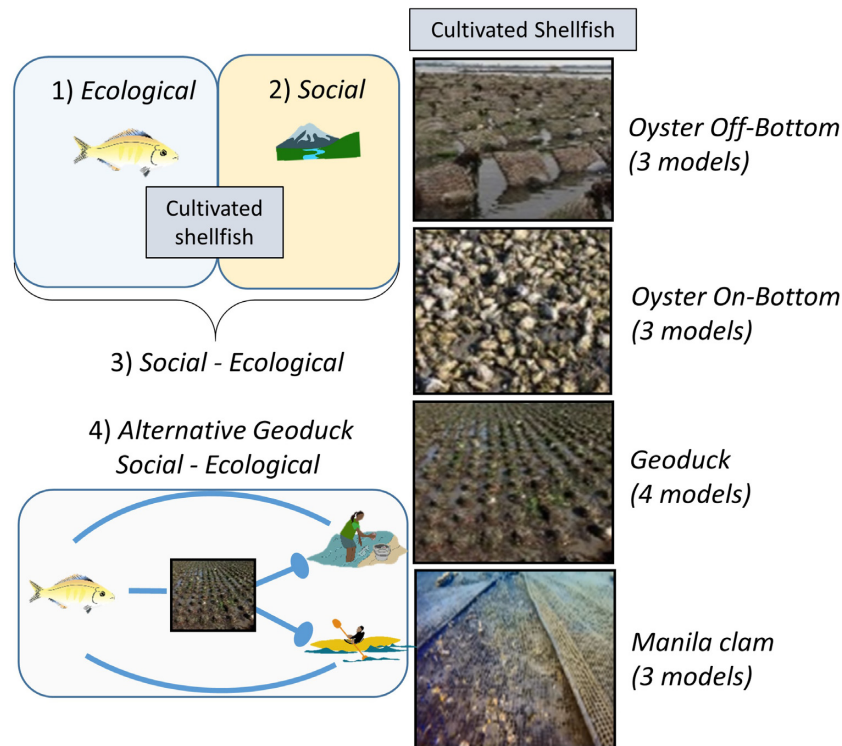 Cultivated Shellfish
1) Ecological
2) Social
Cultivated
shellfish
3) Social - Ecological
4) Alternative Geoduck
Social - Ecological
Oyster Off-Bottom
(3 models)
Oyster On-Bottom
(3 models)
Geoduck
(4 models)
Manila clam
(3 models)